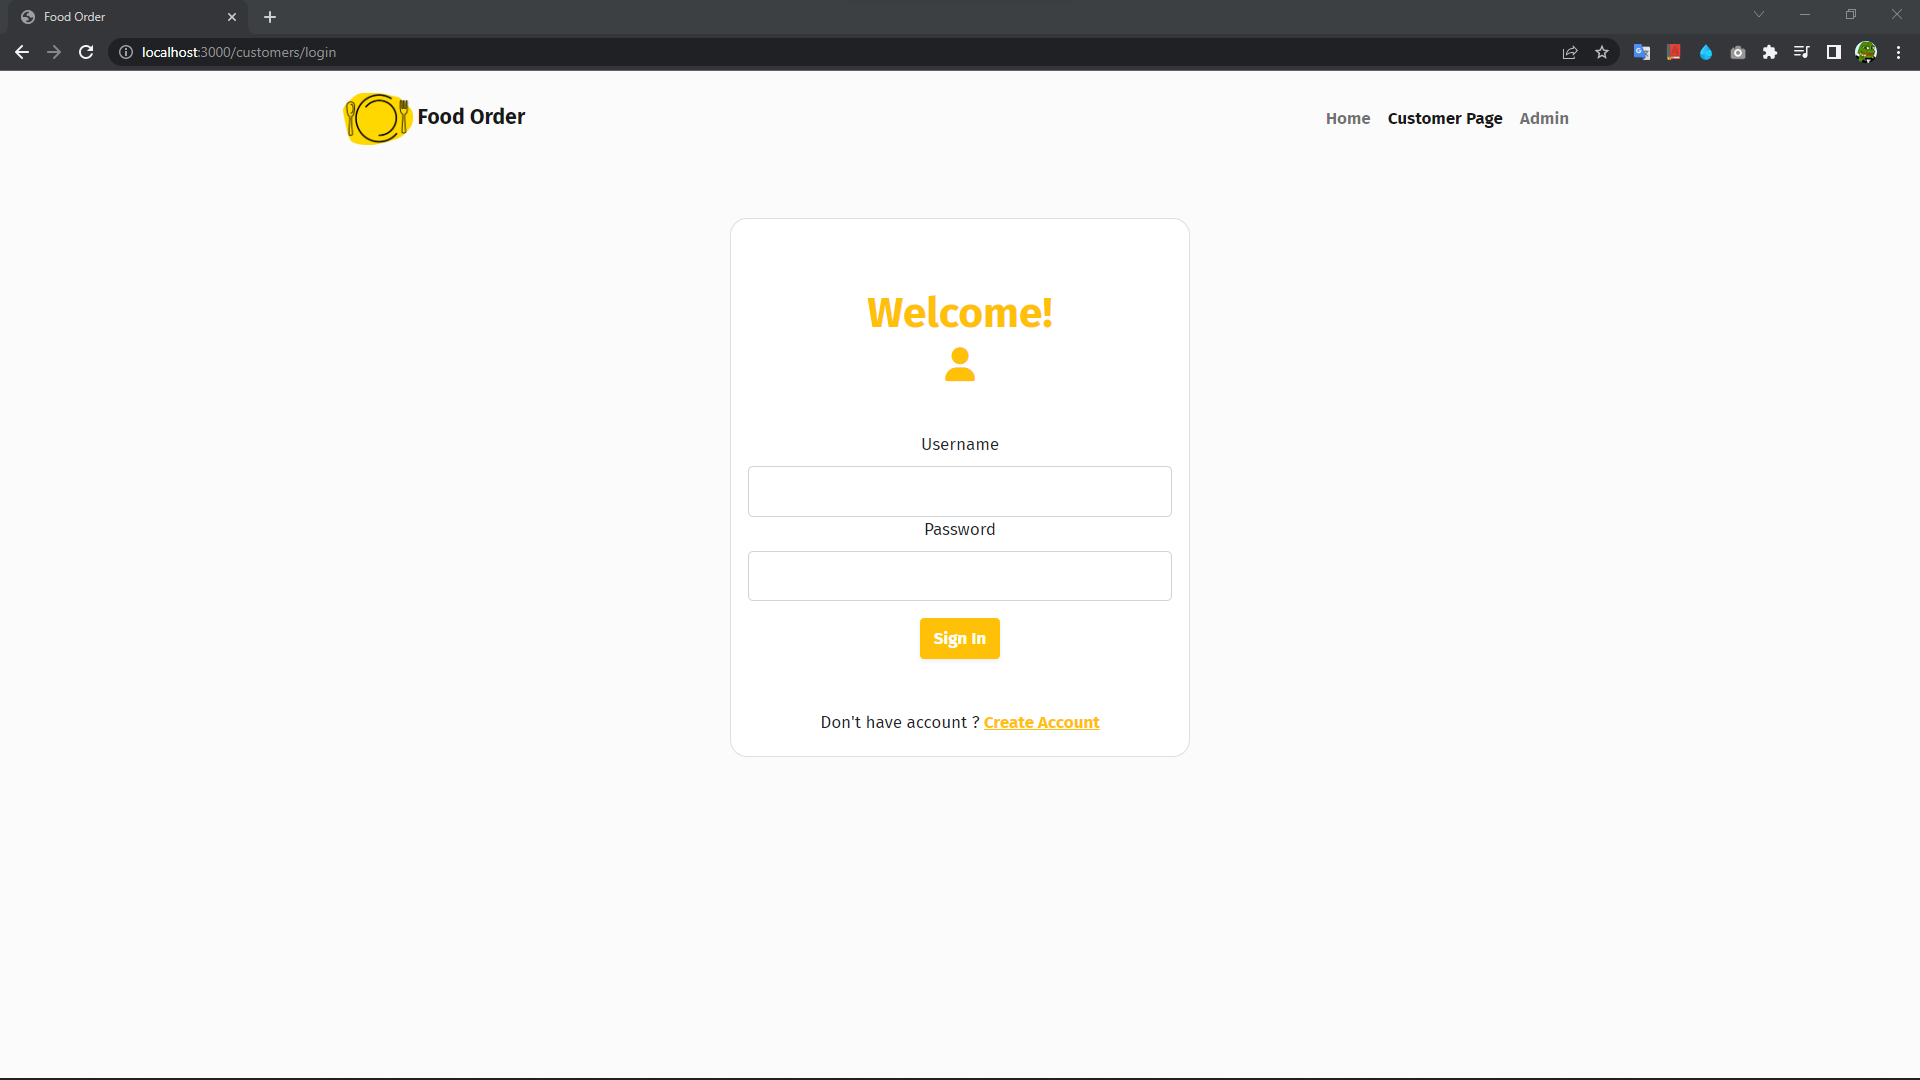 Food Order
localhost:3000/customers/login
Food Order
Home Customer Page Admin
Welcome!
Username
Password
Sign In
Don't have account ? Create Account